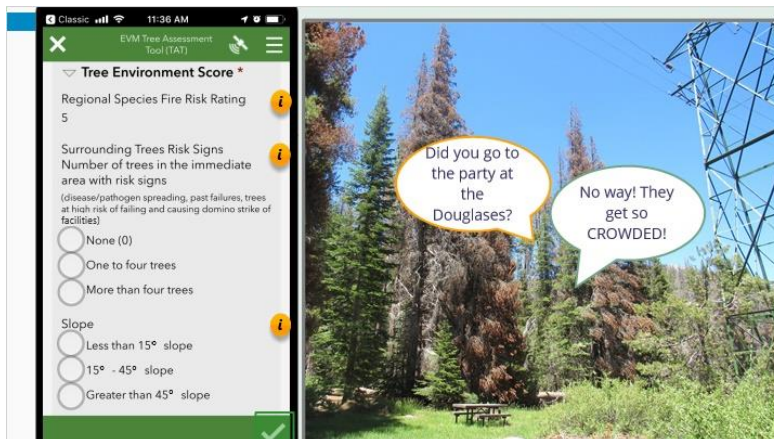 Classic 11:36 AM
EVM Tree Assessment
Tool (TAT)
Tree Environment Score *
Regional Species Fire Risk Rating
5
Surrounding Trees Risk Signs
Number of trees in the immediate
area with risk signs
(disease/pathogen spreading, past failures, trees
at high risk of failing and causing domino strike of
facilities)
None (0)
One to four trees
More than four trees
Slope
Less than 15° slope
15° - 45° slope
Greater than 45° slope
Did you go to
the party at
the
Douglases?
No way! They
get so
CROWDED!